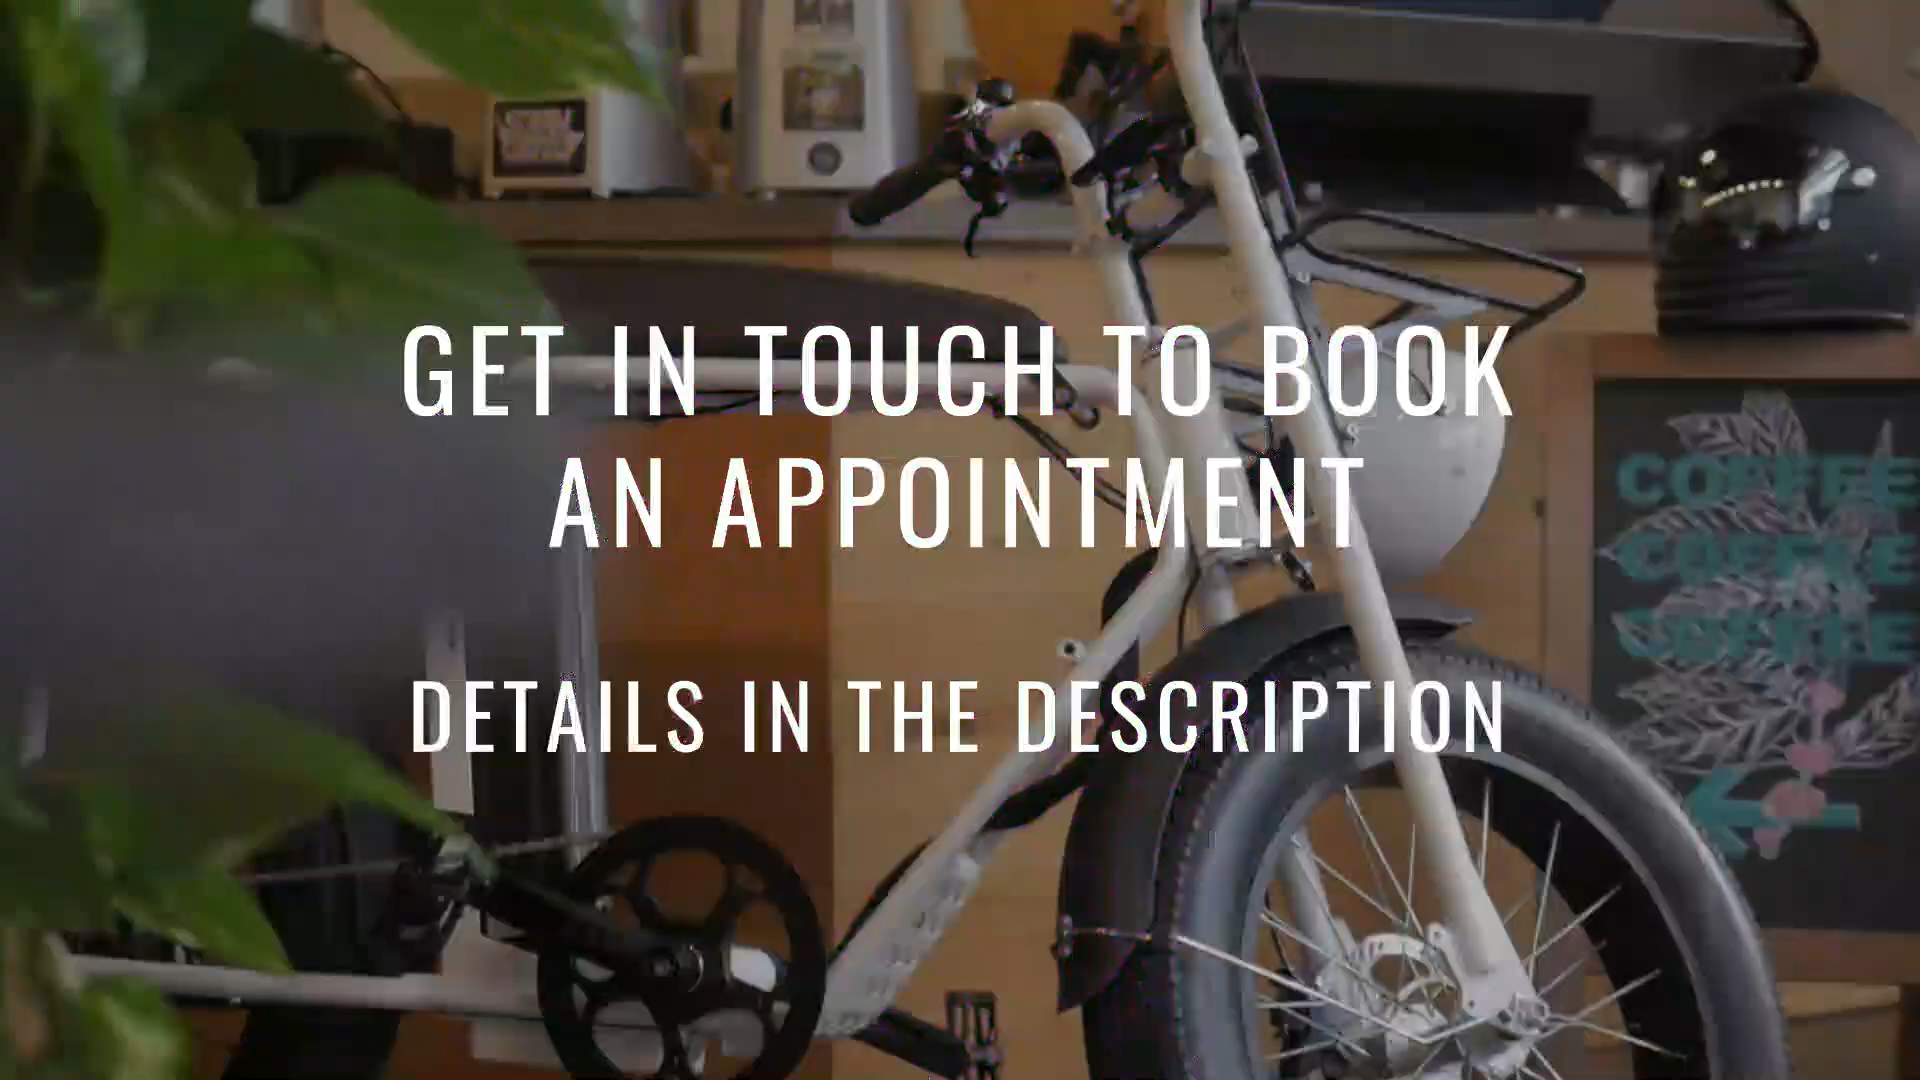 GET IN TOUCH TO BOOK
AN APPOINTMENT
DETAILS IN THE DESCRIPTION
COFFEE
COFFEE
COFFEE